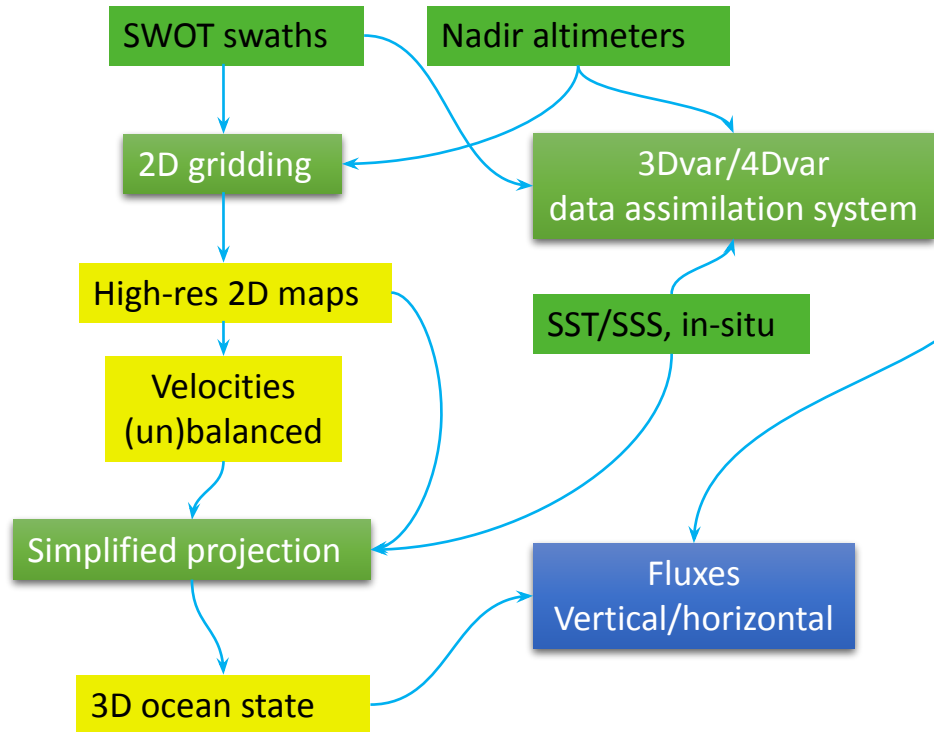 SWOT swaths
Nadir altimeters
2D gridding
3Dvar/4Dvar
data assimilation system
High-res 2D maps
SST/SSS, in-situ
Velocities
(un)balanced
Simplified projection
Fluxes
Vertical/horizontal
3D ocean state